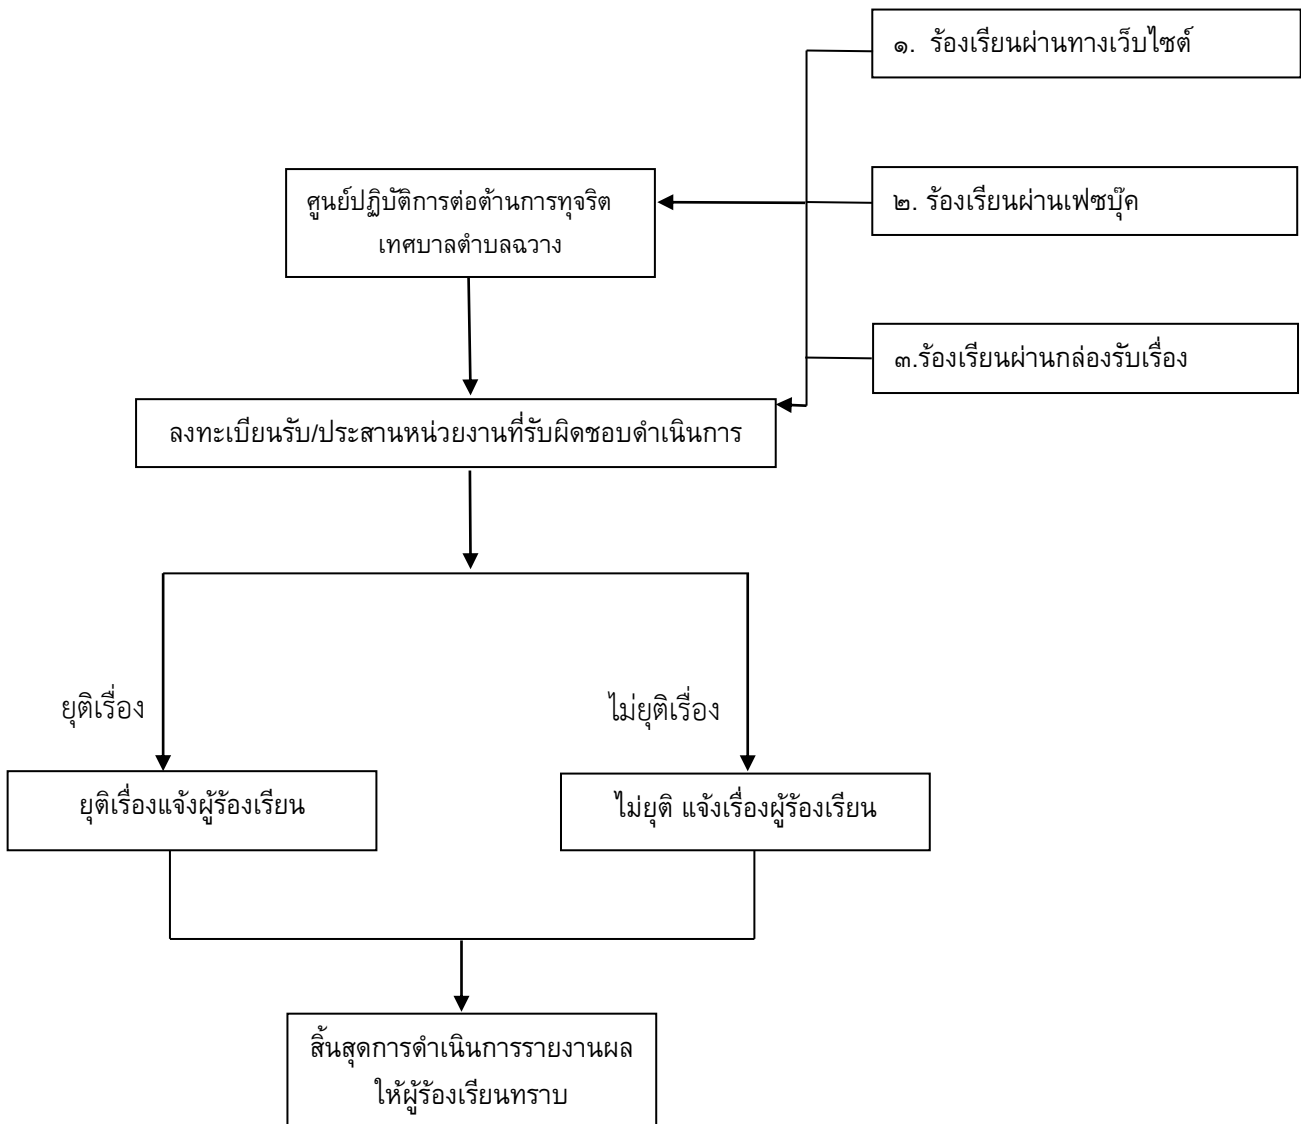 ๑.  ร้องเรียนผ่านทางเว็บไซต์
ศูนย์ปฏิบัติการต่อต้านการทุจริต
เทศบาลตำบลฉวาง
๒. ร้องเรียนผ่านเฟซบุ๊ค
๓.ร้องเรียนผ่านกล่องรับเรื่อง
ลงทะเบียนรับ/ประสานหน่วยงานที่รับผิดชอบดำเนินการ
ยุติเรื่อง
ไม่ยุติเรื่อง
ยุติเรื่องแจ้งผู้ร้องเรียน
ไม่ยุติ แจ้งเรื่องผู้ร้องเรียน
สิ้นสุดการดำเนินการรายงานผล
ให้ผู้ร้องเรียนทราบ